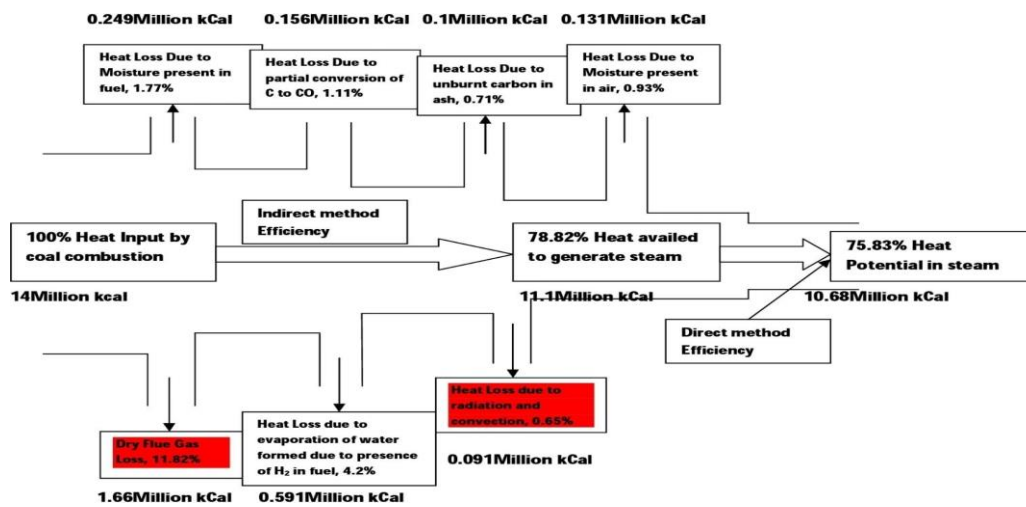 0.249Million kCal
0.156Million kCal
0.1Million kCal
0.131Million kCal
Heat Loss Due to
Moisture present in
fuel, 1.77%
Heat Loss Due to
partial conversion of
C to CO, 1.11%
Heat Loss Due to
unburnt carbon in
ash, 0.71%
Heat Loss Due to
Moisture present
in air, 0.93%
Indirect method
Efficiency
100% Heat Input by
coal combustion
78.82% Heat availed
to generate steam
75.83% Heat
Potential in steam
14Million kcal
11.1Million kCal
10.68Million kCal
Direct method
Efficiency
Heat Loss due to
radiation and
convection, 0.65%
Dry Flue Gas
Loss, 11.82%
Heat Loss due to
evaporation of water
formed due to presence
of H₂ in fuel, 4.2%
0.091Million kCal
1.66Million kCal
0.591Million kCal